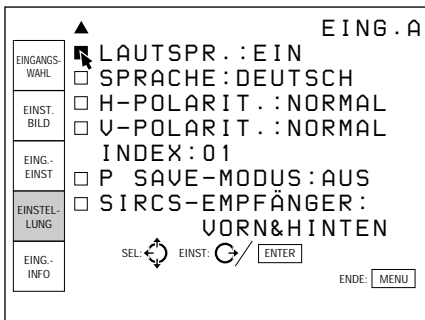 EING.A
EINGANGS-
WAHL
EINST.
BILD
EING.-
EINST
EINSTEL-
LUNG
EING.-
INFO
LAUTSPR.:EIN
SPRACHE:DEUTSCH
H-POLARIT.:NORMAL
V-POLARIT.:NORMAL
INDEX:01
P SAVE-MODUS:AUS
SIRCS-EMPFÄNGER:
VORN&HINTEN
SEL: EINST: / ENTER
ENDE: MENU